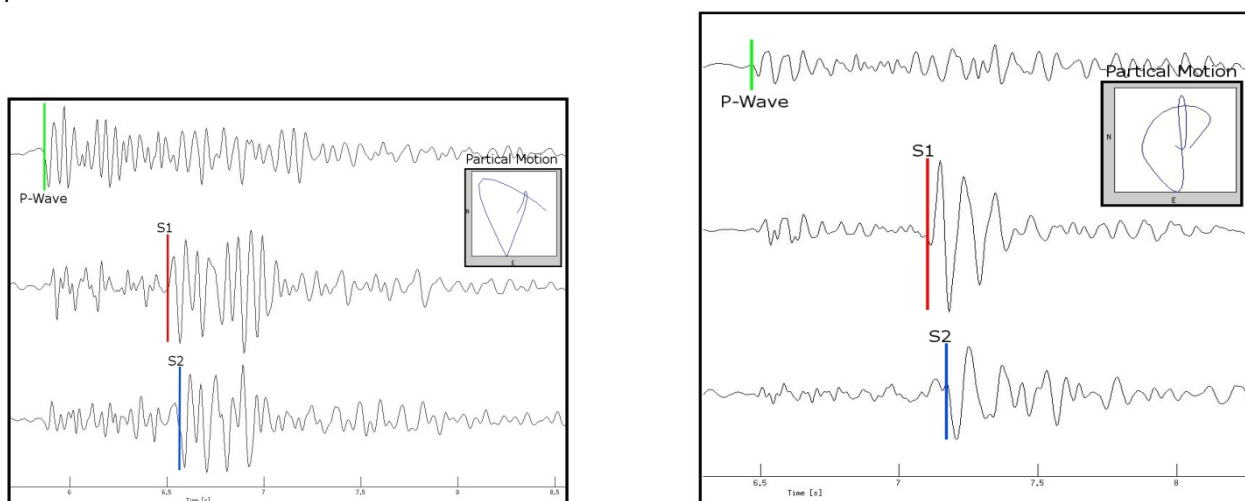 Partical Motion
P-Wave
N
E
S1
S2
6 6.5 7 7.5 8 8.5
Time [s]
Partical Motion
P-Wave
N
E
S1
S2
6.5 7 7.5 8
Time [s]